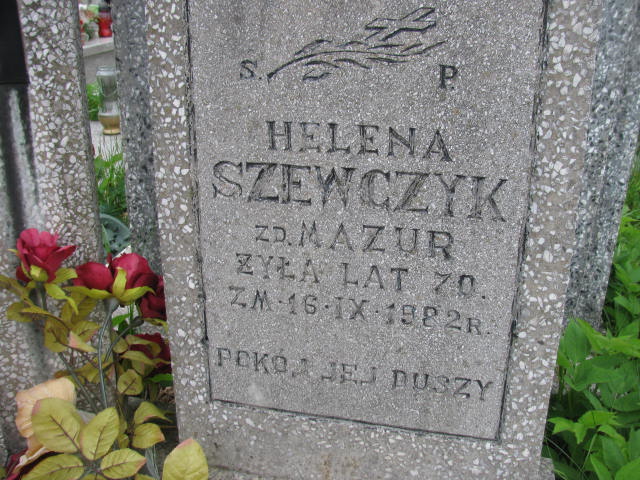 S. P.
HELENA
SZEWCZYK
ZD. MAZUR
ŻYŁA LAT 70.
ZM · 16 · IX · 1982 R.
POKÓJ JEJ DUSZY